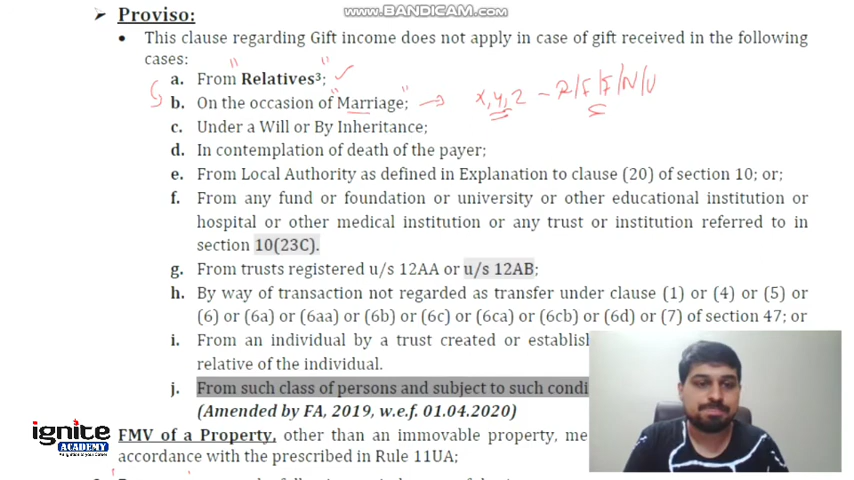 www.BANDICAM.com
➤ Proviso:
• This clause regarding Gift income does not apply in case of gift received in the following
cases:
a. From Relatives³;
b. On the occasion of Marriage; → x, y, z – R/F/F/N/U
c. Under a Will or By Inheritance;
d. In contemplation of death of the payer;
e. From Local Authority as defined in Explanation to clause (20) of section 10; or;
f. From any fund or foundation or university or other educational institution or
hospital or other medical institution or any trust or institution referred to in
section 10(23C).
g. From trusts registered u/s 12AA or u/s 12AB;
h. By way of transaction not regarded as transfer under clause (1) or (4) or (5) or
(6) or (6a) or (6aa) or (6b) or (6c) or (6ca) or (6cb) or (6d) or (7) of section 47; or
i. From an individual by a trust created or establis
relative of the individual.
j. From such class of persons and subject to such condi
(Amended by FA, 2019, w.e.f. 01.04.2020)
ignite
ACADEMY
FMV of a Property, other than an immovable property, me
accordance with the prescribed in Rule 11UA;